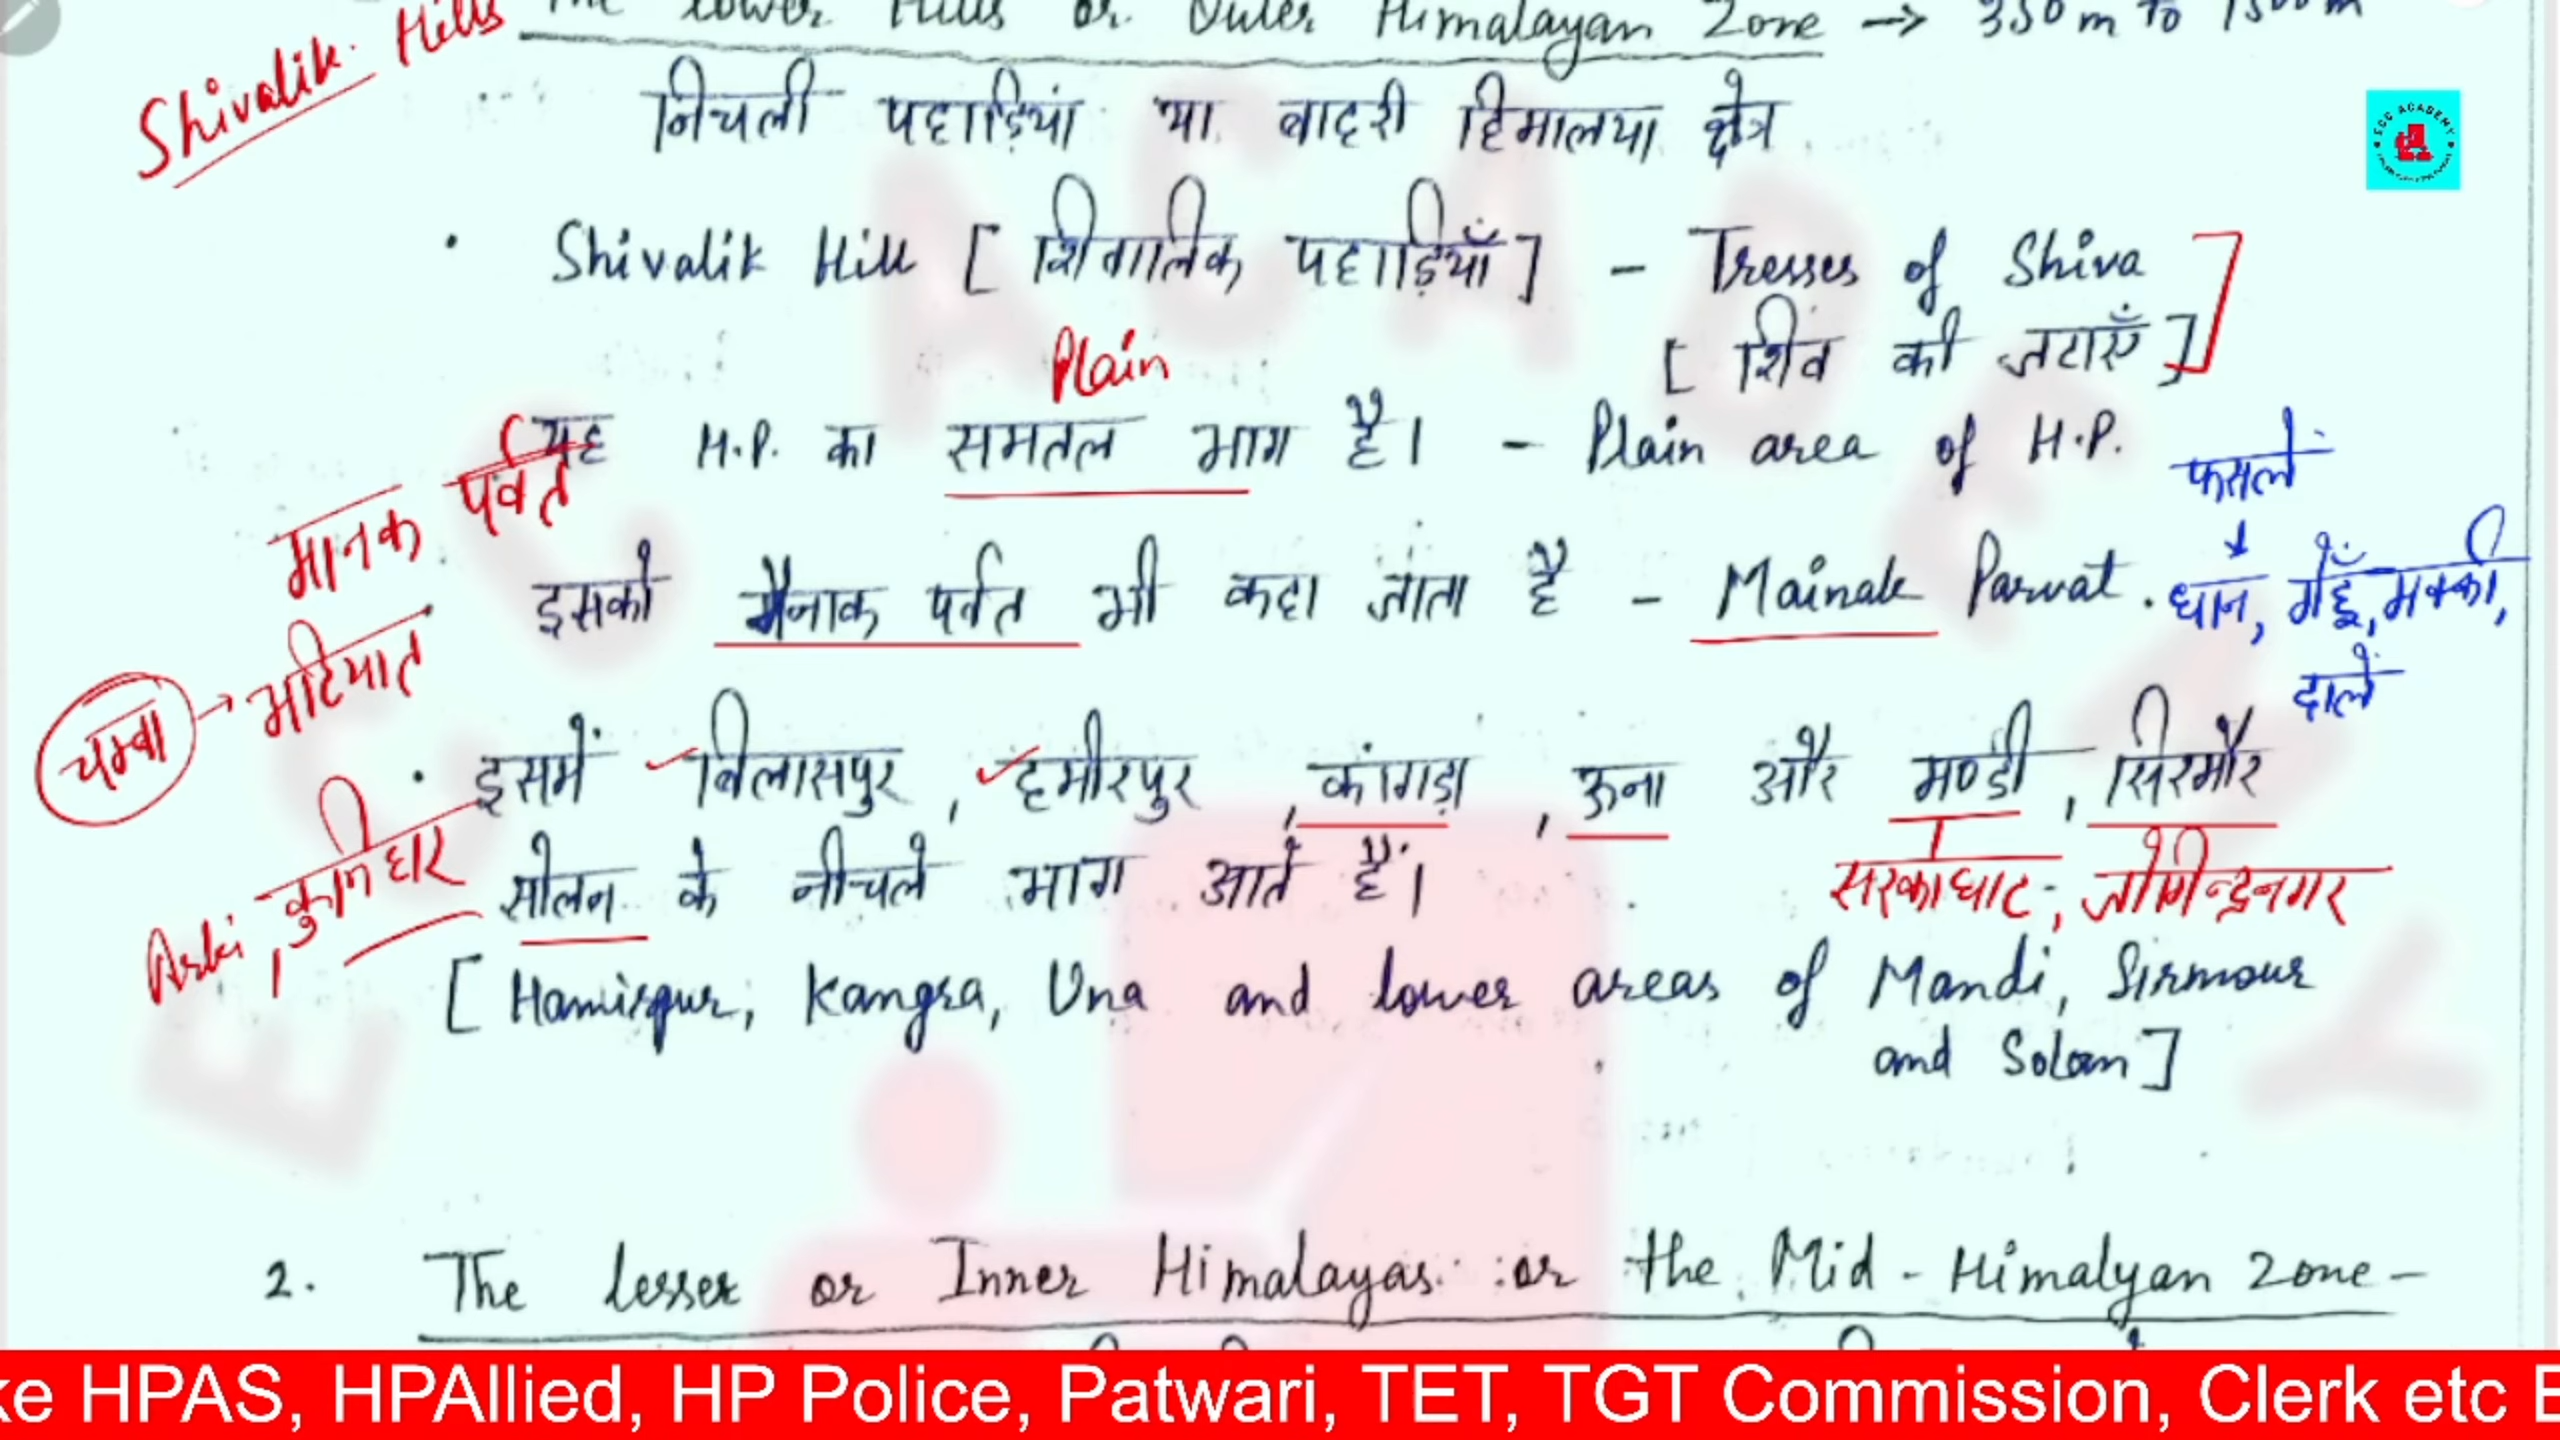 Shivalik Hills
The lower Hills or Outer Himalayan Zone → 350 m to 1500 m
निचली पहाड़ियां या बाहरी हिमालया क्षेत्र
• Shivalik Hill [ शिवालिक पहाड़ियाँ ] - Tresses of Shiva
[ शिव की जटाएँ ]
Plain
यह H.P. का समतल भाग है। - Plain area of H.P.
मानक पर्वत
फसलें
इसको मैनाक पर्वत भी कहा जाता है - Mainak Parvat.
धान, गेहूँ, मक्की,
दालें
चम्बा → भटियात
• इसमें बिलासपुर, हमीरपुर, कांगड़ा, ऊना और मण्डी, सिरमौर
सोलन के नीचले भाग आते हैं।
सरकाघाट, जोगिन्द्रनगर
Arki, कुनिहार
[ Hamirpur, Kangra, Una and lower areas of Mandi, Sirmour
and Solan ]
2. The lesser or Inner Himalayas or the Mid - Himalyan Zone -
ke HPAS, HPAllied, HP Police, Patwari, TET, TGT Commission, Clerk etc